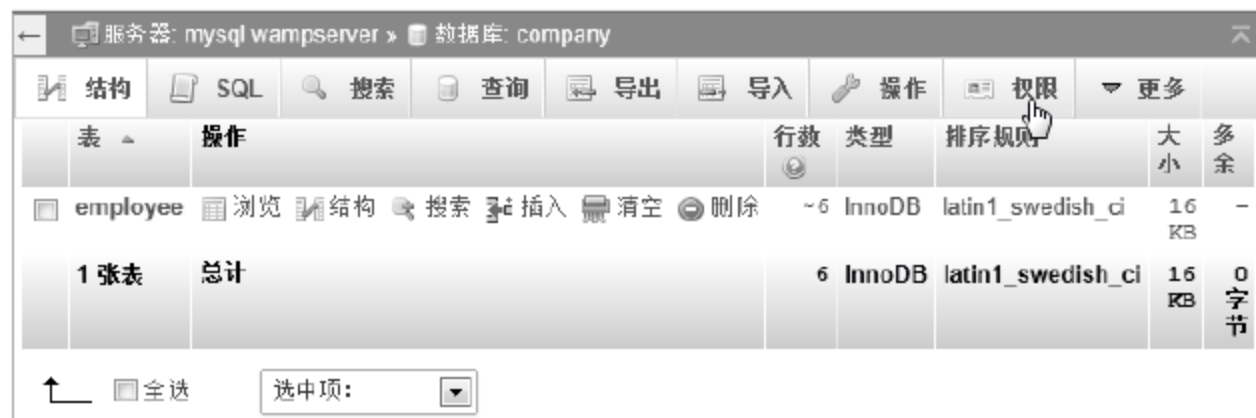 服务器: mysql wampserver » 数据库: company
结构 SQL 搜索 查询 导出 导入 操作 权限 更多
表 操作 行数 类型 排序规则 大小 多余
employee 浏览 结构 搜索 插入 清空 删除 ~6 InnoDB latin1_swedish_ci 16 KB -
1 张表 总计 6 InnoDB latin1_swedish_ci 16 KB 0 字节
全选 选中项: